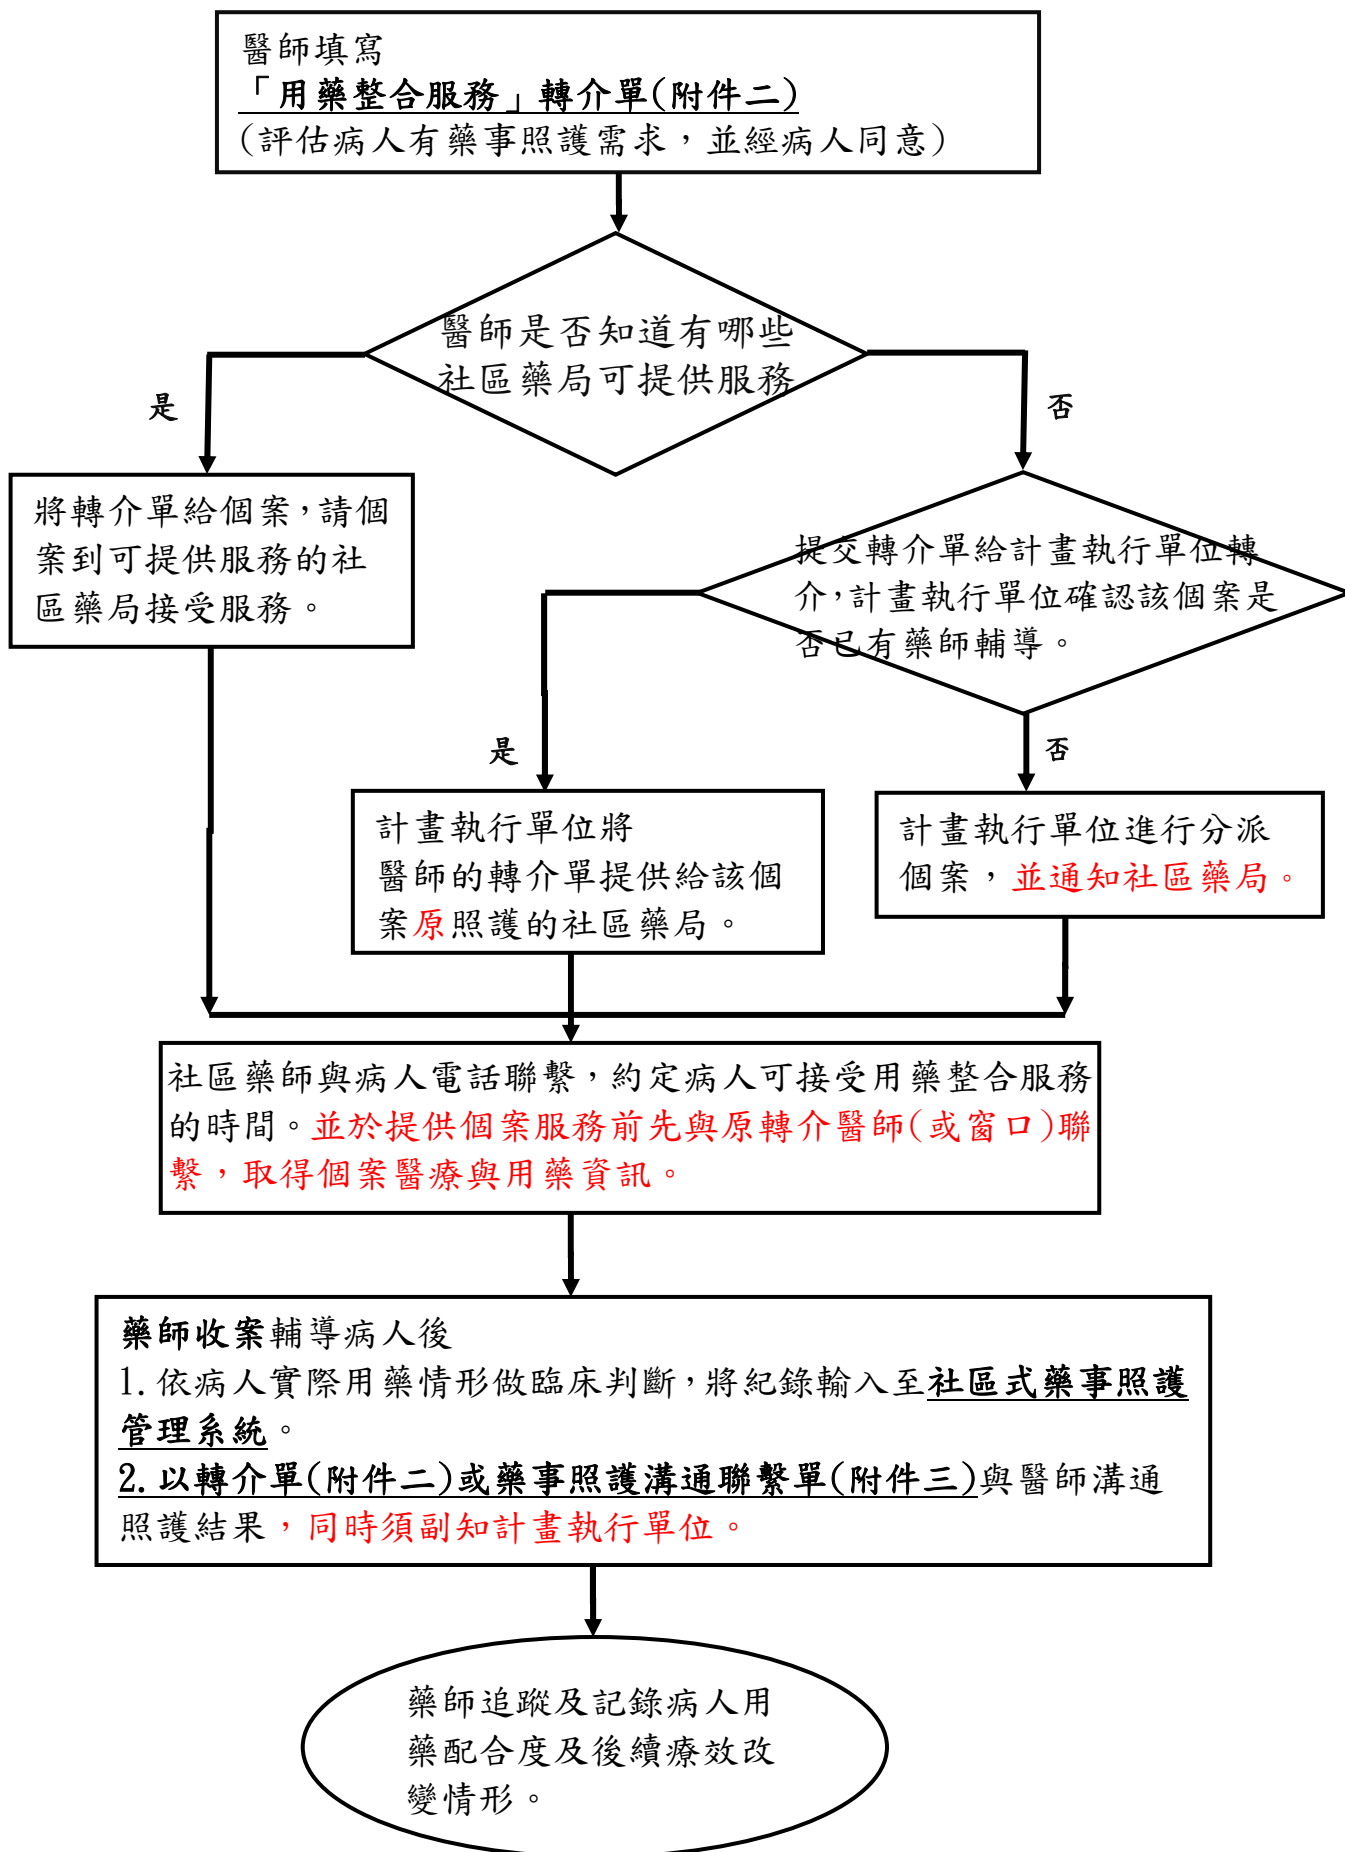 醫師填寫
「用藥整合服務」轉介單(附件二)
(評估病人有藥事照護需求，並經病人同意)
醫師是否知道有哪些
社區藥局可提供服務
是
否
將轉介單給個案，請個
案到可提供服務的社
區藥局接受服務。
提交轉介單給計畫執行單位轉
介，計畫執行單位確認該個案是
否已有藥師輔導。
是
否
計畫執行單位將
醫師的轉介單提供給該個
案原照護的社區藥局。
計畫執行單位進行分派
個案，並通知社區藥局。
社區藥師與病人電話聯繫，約定病人可接受用藥整合服務
的時間。並於提供個案服務前先與原轉介醫師(或窗口)聯
繫，取得個案醫療與用藥資訊。
藥師收案輔導病人後
1.依病人實際用藥情形做臨床判斷，將紀錄輸入至社區式藥事照護
管理系統。
2.以轉介單(附件二)或藥事照護溝通聯繫單(附件三)與醫師溝通
照護結果，同時須副知計畫執行單位。
藥師追蹤及記錄病人用
藥配合度及後續療效改
變情形。